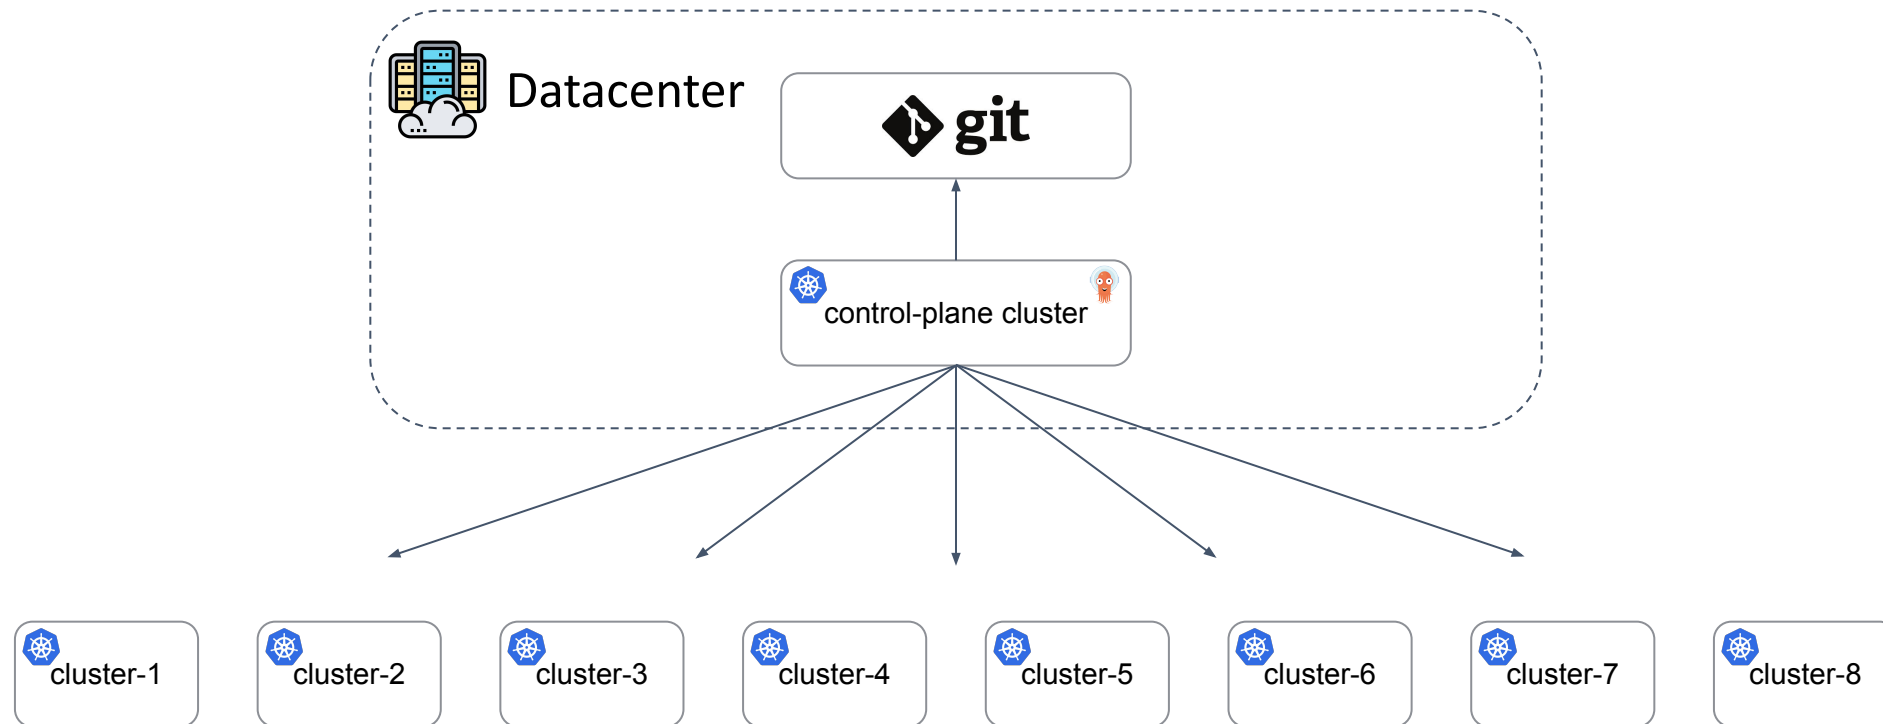 Datacenter
git
control-plane cluster
cluster-1
cluster-2
cluster-3
cluster-4
cluster-5
cluster-6
cluster-7
cluster-8